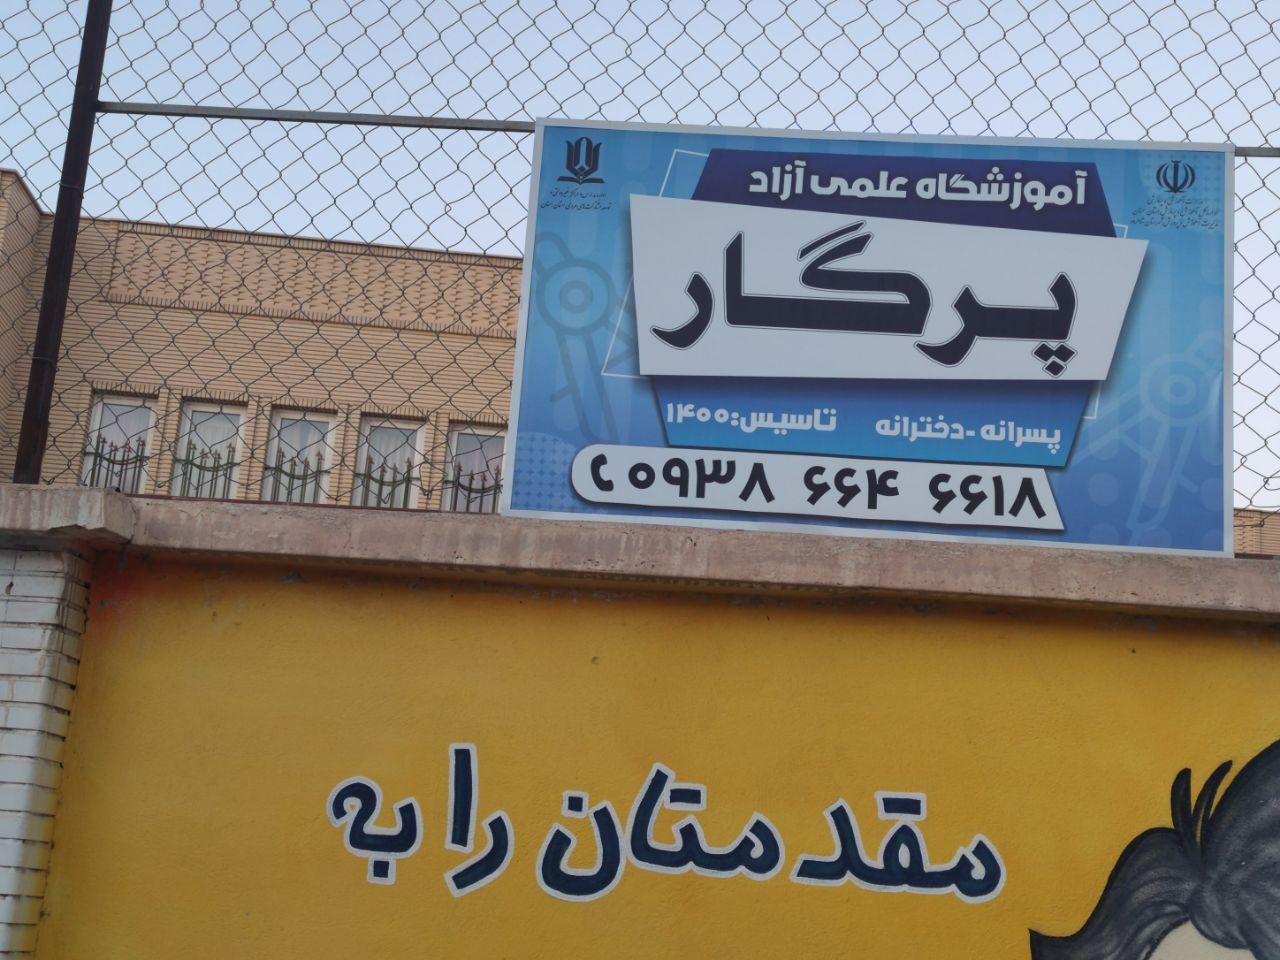 آموزشگاه علمی آزاد
پرگار
پسرانه - دخترانه تاسیس: ۱۴۰۰
۰۹۳۸ ۶۶۴ ۶۶۱۸
مقدمتان را به